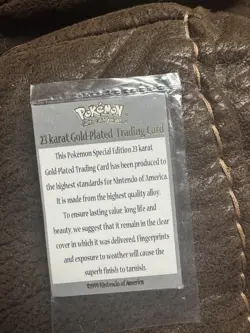 POKÉMON
23 karat Gold-Plated Trading Card
This Pokemon Special Edition 23 karat
Gold-Plated Trading Card has been produced to
the highest standards for Nintendo of America.
It is made from the highest quality alloy.
To ensure lasting value, long life and
beauty, we suggest that it remain in the clear
cover in which it was delivered. Fingerprints
and exposure to weather will cause the
superb finish to tarnish.
©1999 Nintendo of America